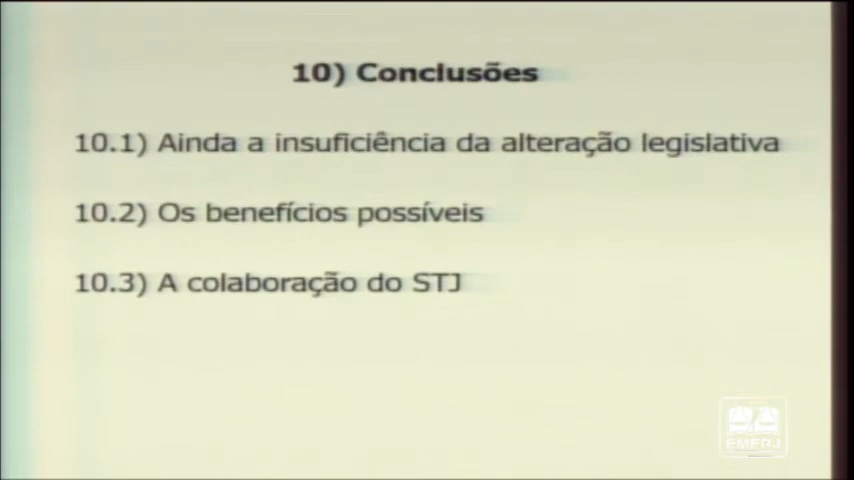 10) Conclusões
10.1) Ainda a insuficiência da alteração legislativa
10.2) Os benefícios possíveis
10.3) A colaboração do STJ
EMERJ